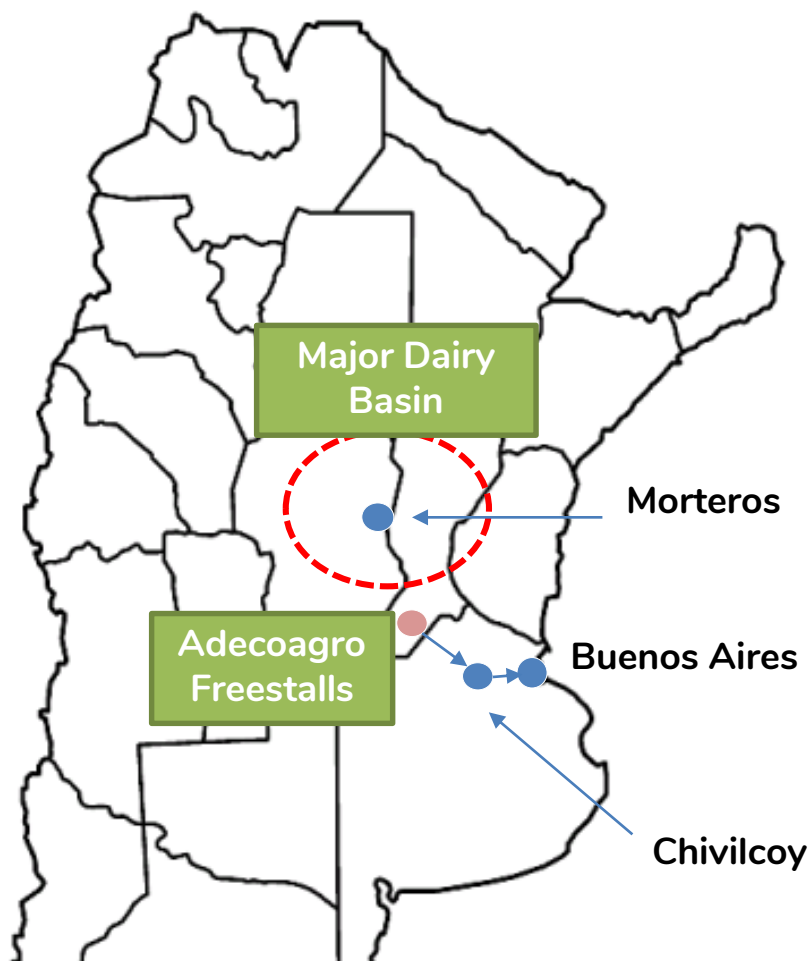 Major Dairy
Basin
Morteros
Adecoagro
Freestalls
Buenos Aires
Chivilcoy